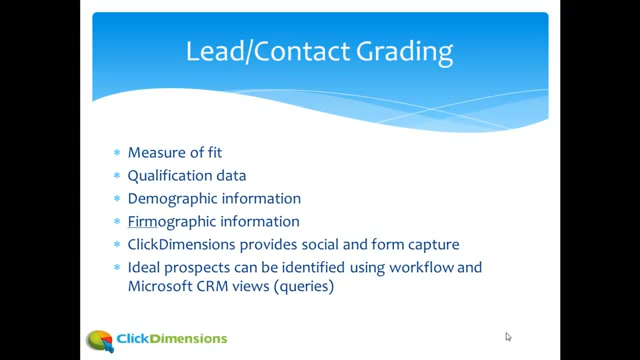 Lead/Contact Grading
Measure of fit
Qualification data
Demographic information
Firmographic information
ClickDimensions provides social and form capture
Ideal prospects can be identified using workflow and
Microsoft CRM views (queries)
ClickDimensions